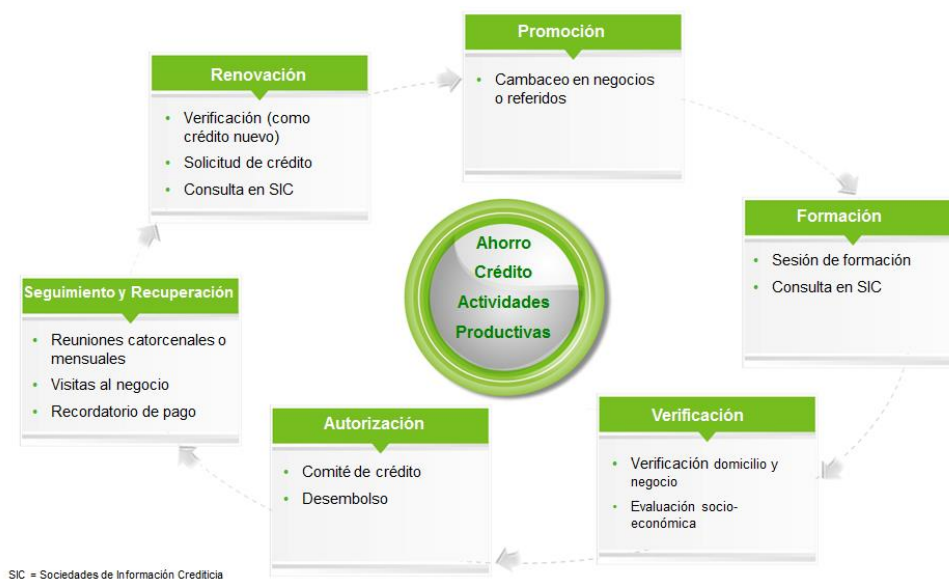 Promoción
• Cambaceo en negocios
o referidos
Formación
• Sesión de formación
• Consulta en SIC
Verificación
• Verificación domicilio y
negocio
• Evaluación socio-
económica
Autorización
• Comité de crédito
• Desembolso
Seguimiento y Recuperación
• Reuniones catorcenales o
mensuales
• Visitas al negocio
• Recordatorio de pago
Renovación
• Verificación (como
crédito nuevo)
• Solicitud de crédito
• Consulta en SIC
Ahorro
Crédito
Actividades
Productivas
SIC = Sociedades de Información Crediticia